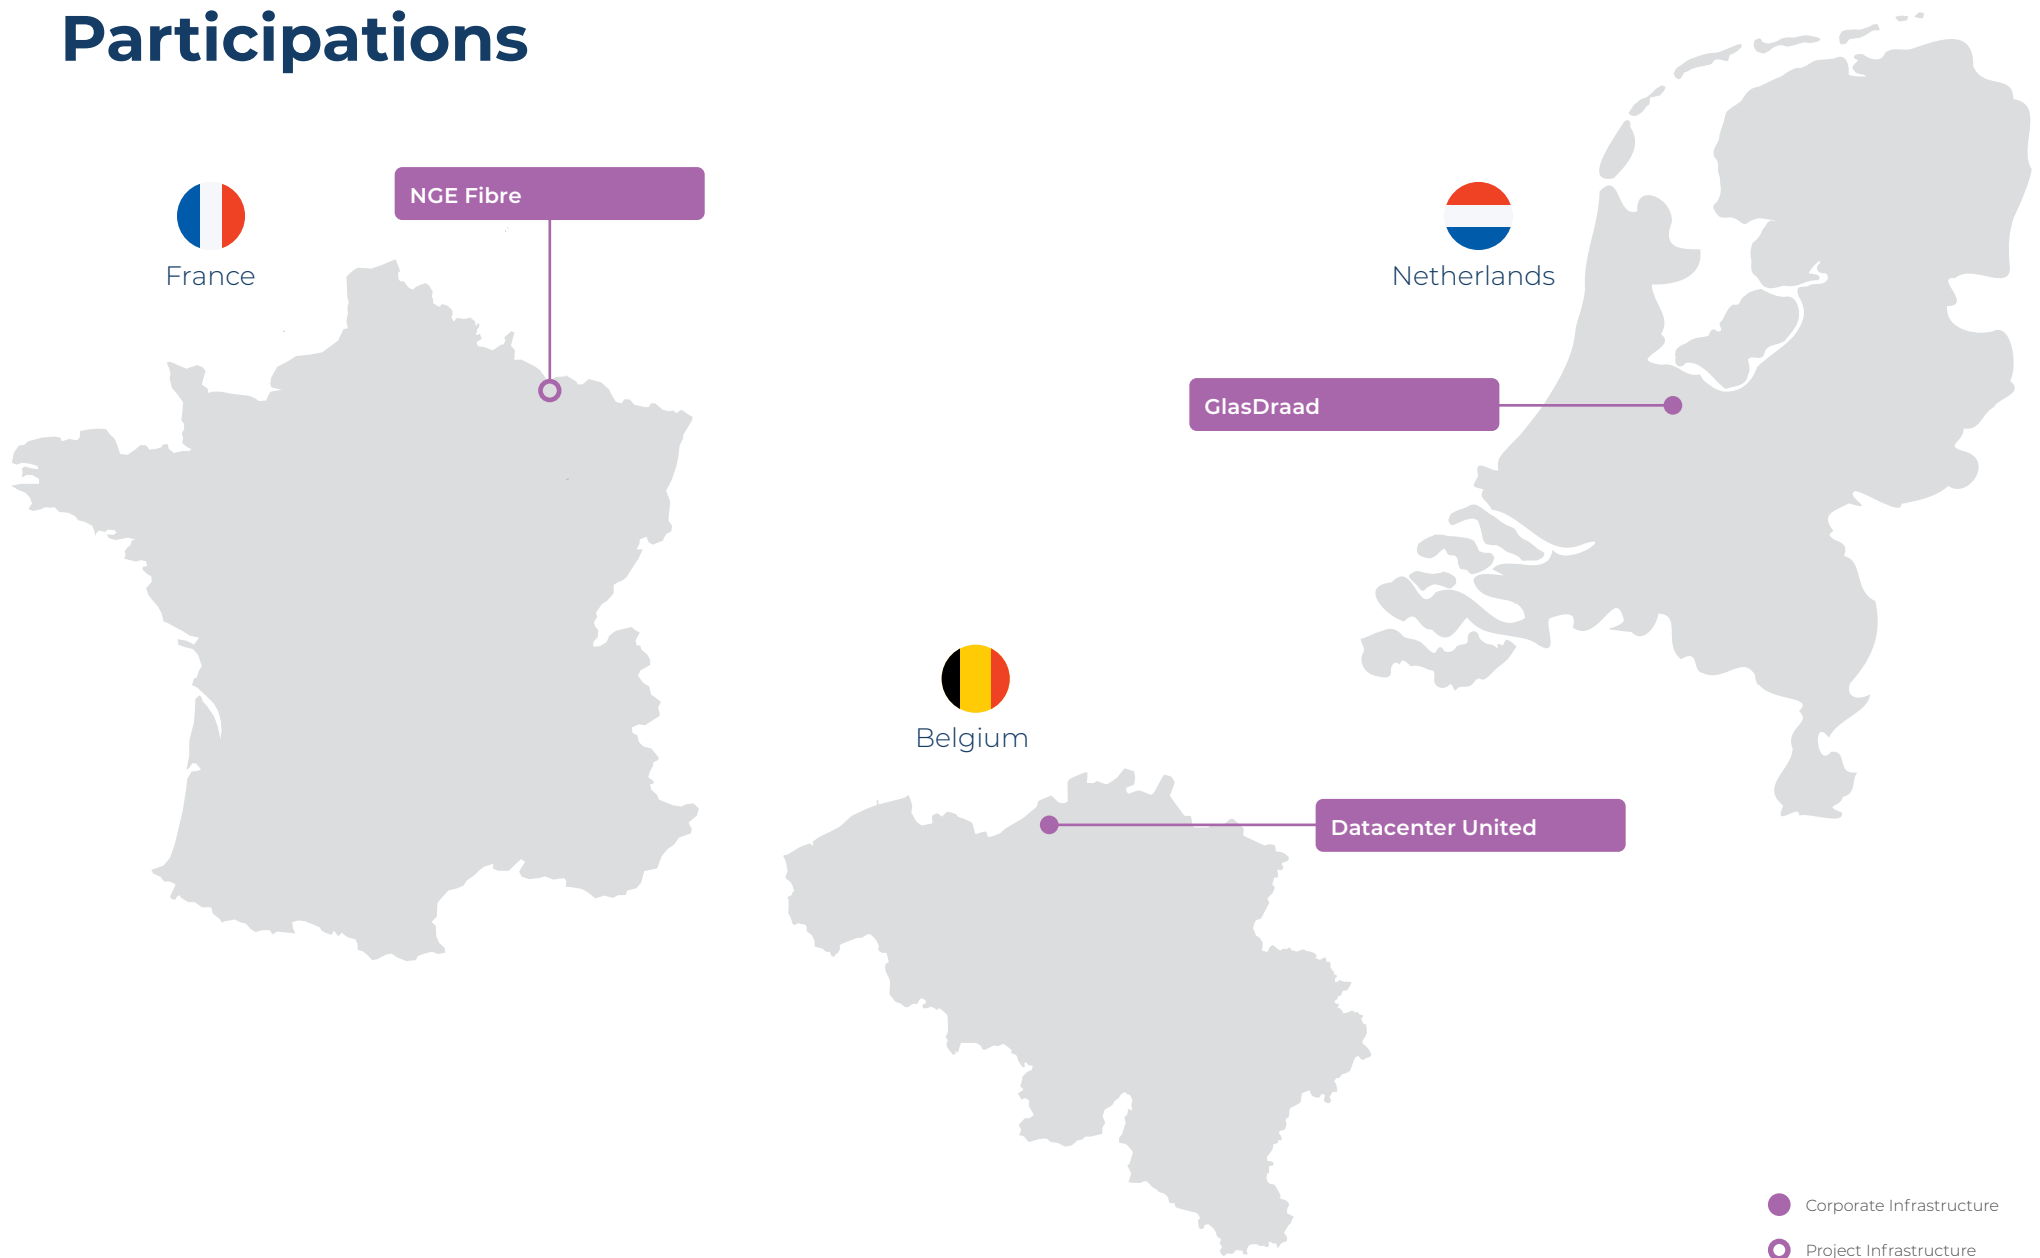 Participations
NGE Fibre
France
Netherlands
GlasDraad
Belgium
Datacenter United
Corporate Infrastructure
Project Infrastructure